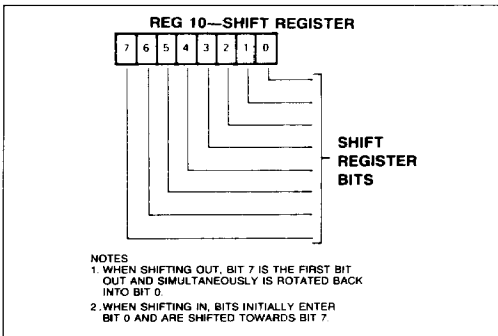 REG 10—SHIFT REGISTER
7 6 5 4 3 2 1 0
SHIFT
REGISTER
BITS
NOTES
1. WHEN SHIFTING OUT, BIT 7 IS THE FIRST BIT
OUT AND SIMULTANEOUSLY IS ROTATED BACK
INTO BIT 0.
2. WHEN SHIFTING IN, BITS INITIALLY ENTER
BIT 0 AND ARE SHIFTED TOWARDS BIT 7.